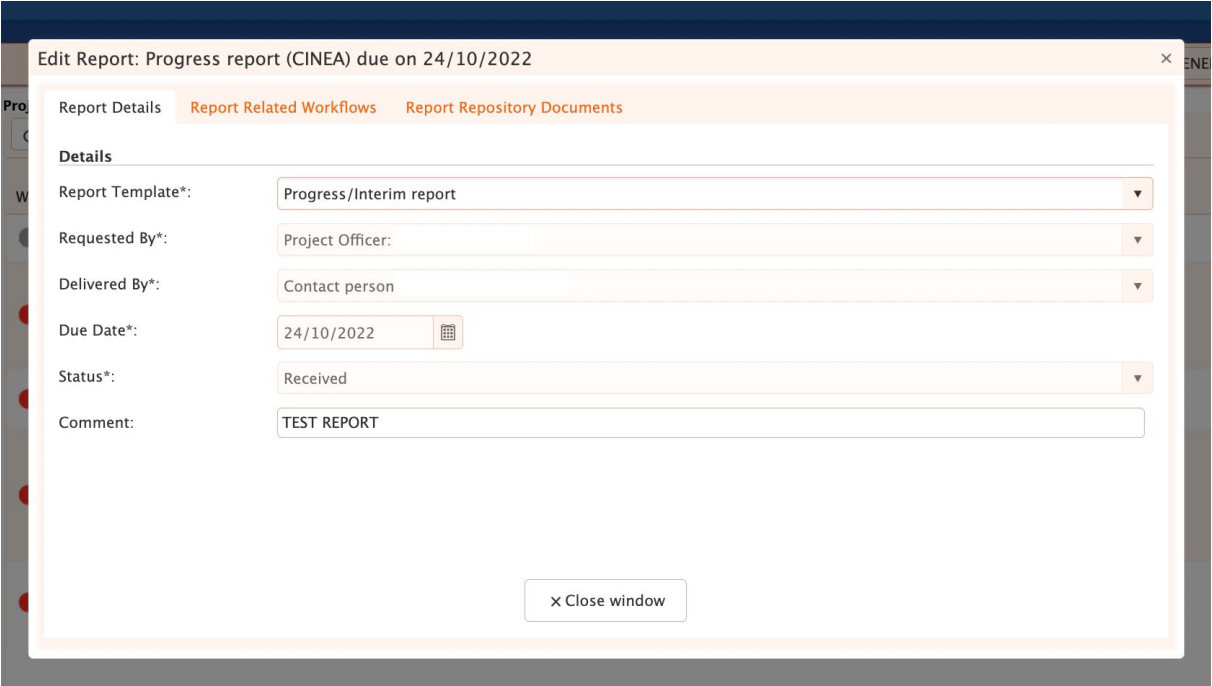 Edit Report: Progress report (CINEA) due on 24/10/2022 ×
Report Details Report Related Workflows Report Repository Documents
Details
Report Template*: Progress/Interim report
Requested By*: Project Officer:
Delivered By*: Contact person
Due Date*: 24/10/2022
Status*: Received
Comment: TEST REPORT
× Close window